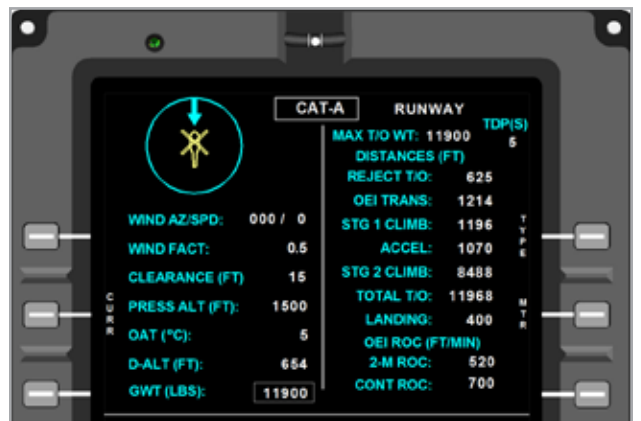 CAT-A RUNWAY
MAX T/O WT: 11900 TDP(S)
5
DISTANCES (FT)
REJECT T/O: 625
OEI TRANS: 1214
STG 1 CLIMB: 1196
ACCEL: 1070
STG 2 CLIMB: 8488
TOTAL T/O: 11968
LANDING: 400
OEI ROC (FT/MIN)
2-M ROC: 520
CONT ROC: 700
WIND AZ/SPD: 000 / 0
WIND FACT: 0.5
CLEARANCE (FT) 15
PRESS ALT (FT): 1500
OAT (ºC): 5
D-ALT (FT): 654
GWT (LBS): 11900
CURR
TYPE
MTR